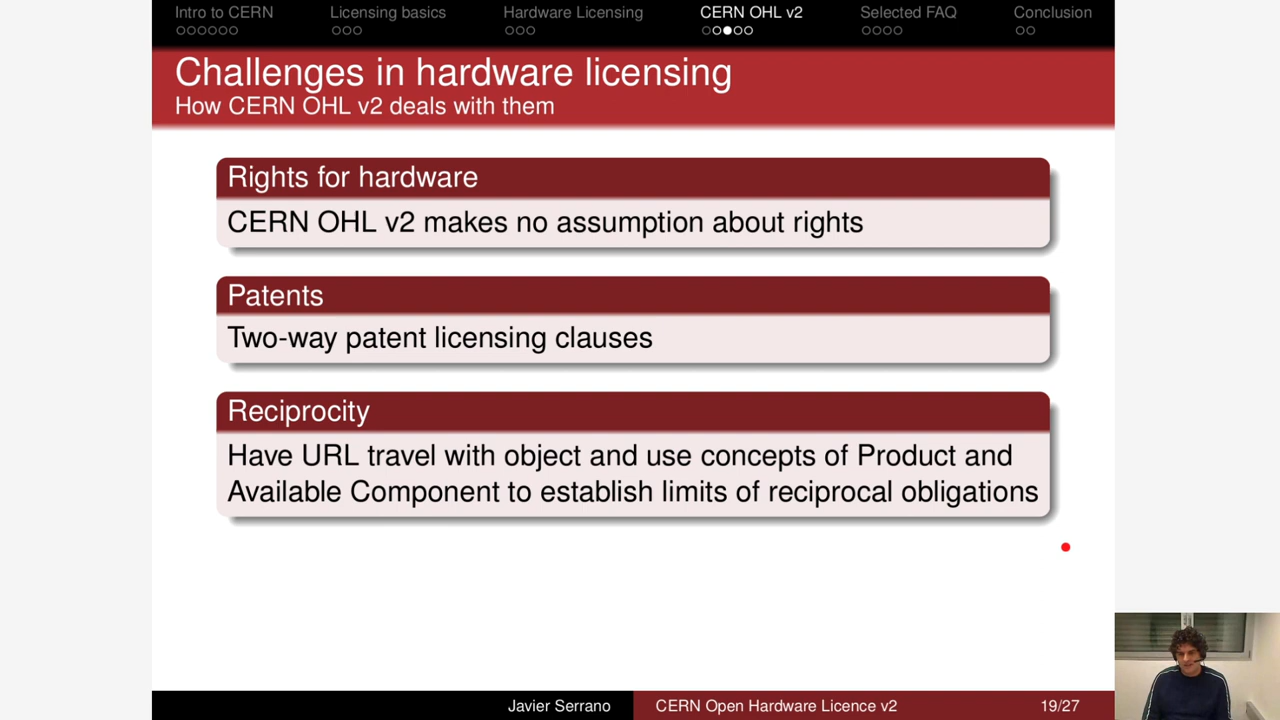 Intro to CERN Licensing basics Hardware Licensing CERN OHL v2 Selected FAQ Conclusion
Challenges in hardware licensing
How CERN OHL v2 deals with them
Rights for hardware
CERN OHL v2 makes no assumption about rights
Patents
Two-way patent licensing clauses
Reciprocity
Have URL travel with object and use concepts of Product and
Available Component to establish limits of reciprocal obligations
Javier Serrano CERN Open Hardware Licence v2 19/27